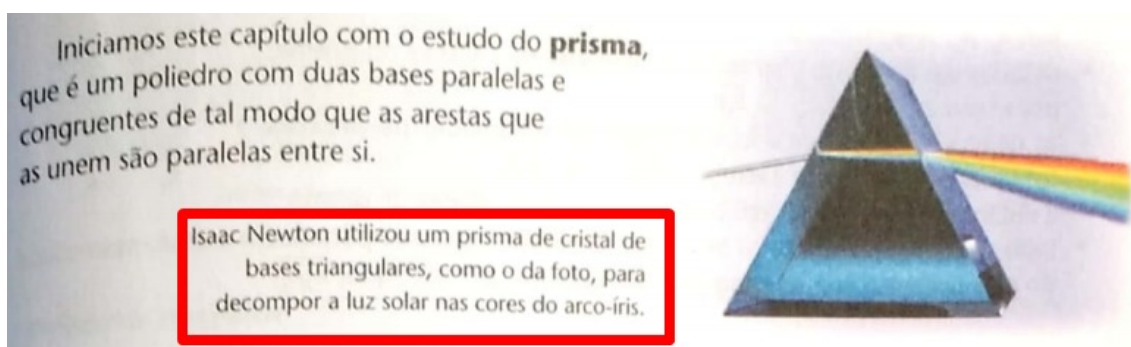 Iniciamos este capítulo com o estudo do prisma,
que é um poliedro com duas bases paralelas e
congruentes de tal modo que as arestas que
as unem são paralelas entre si.
Isaac Newton utilizou um prisma de cristal de
bases triangulares, como o da foto, para
decompor a luz solar nas cores do arco-íris.